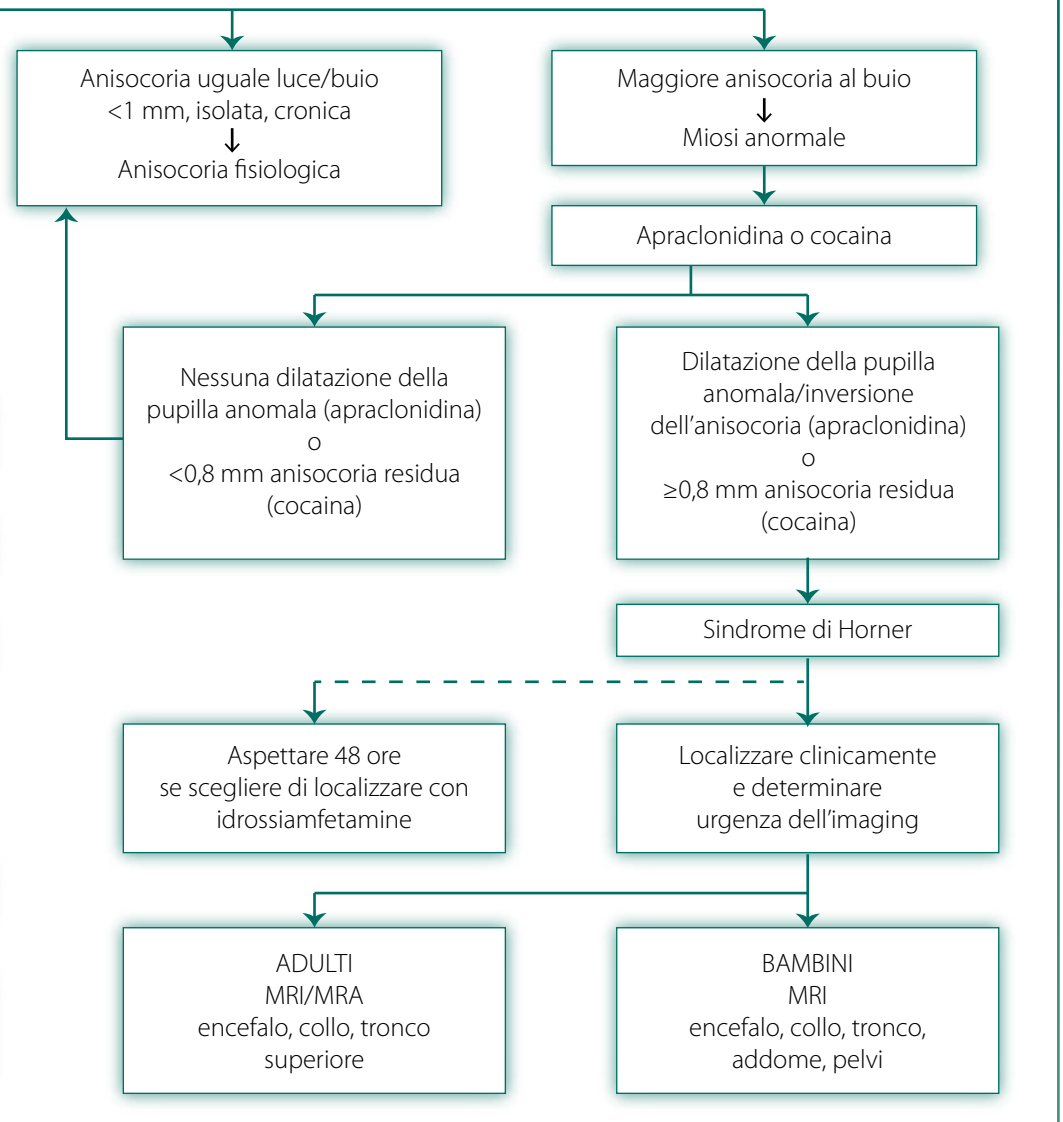 Anisocoria uguale luce/buio
<1 mm, isolata, cronica
↓
Anisocoria fisiologica
Maggiore anisocoria al buio
↓
Miosi anormale
Apraclonidina o cocaina
Nessuna dilatazione della
pupilla anomala (apraclonidina)
o
<0,8 mm anisocoria residua
(cocaina)
Dilatazione della pupilla
anomala/inversione
dell’anisocoria (apraclonidina)
o
≥0,8 mm anisocoria residua
(cocaina)
Sindrome di Horner
Aspettare 48 ore
se scegliere di localizzare con
idrossiamfetamine
Localizzare clinicamente
e determinare
urgenza dell’imaging
ADULTI
MRI/MRA
encefalo, collo, tronco
superiore
BAMBINI
MRI
encefalo, collo, tronco,
addome, pelvi